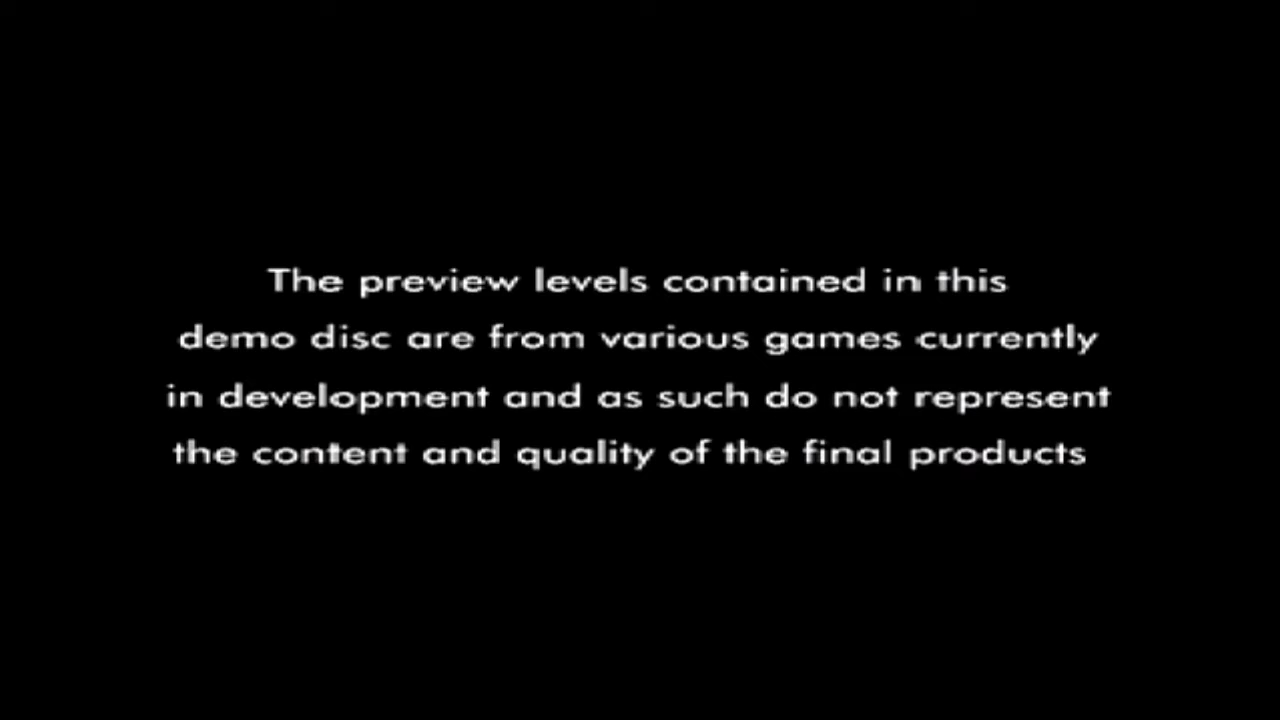 The preview levels contained in this
demo disc are from various games currently
in development and as such do not represent
the content and quality of the final products